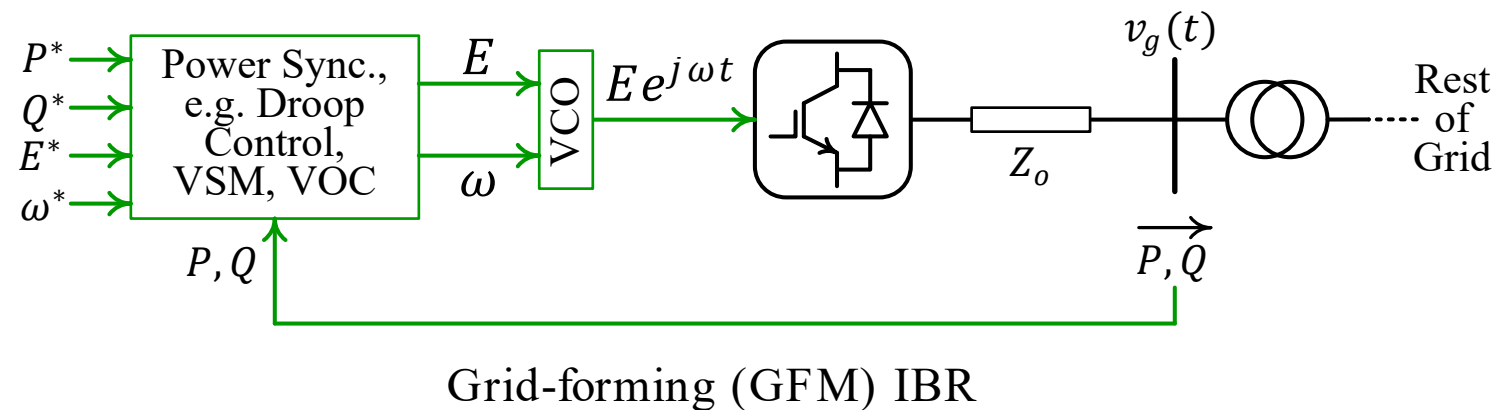 P*
Q*
E*
ω*
Power Sync.,
e.g. Droop
Control,
VSM, VOC
P, Q
E
ω
VCO
Ee^{jωt}
Z_o
v_g(t)
P, Q
Rest
of
Grid
Grid-forming (GFM) IBR